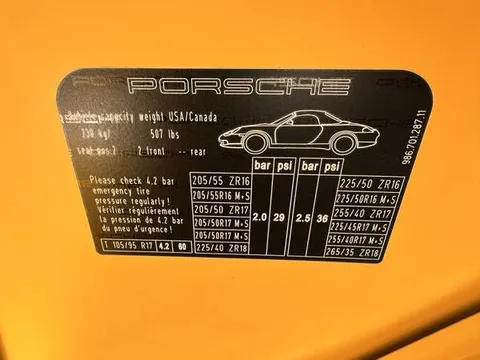 PORSCHE
Vehicle capacity weight USA/Canada
230 kg/ 507 lbs
seat pos 2 2 front -- rear
986.701.287.11
bar psi bar psi
Please check 4.2 bar
emergency tire
pressure regularly!
Vérifier régulièrement
la pression de 4.2 bar
du pneu d'urgence!
T 105/95 R17 4.2 60
205/55 ZR16
205/55R16 M+S
205/50 ZR17
205/50R17 M+S
205/50R17 M+S
225/40 ZR18
2.0 29 2.5 36
225/50 ZR16
225/50R16 M+S
255/40 ZR17
225/45R17 M+S
255/40R17 M+S
265/35 ZR18